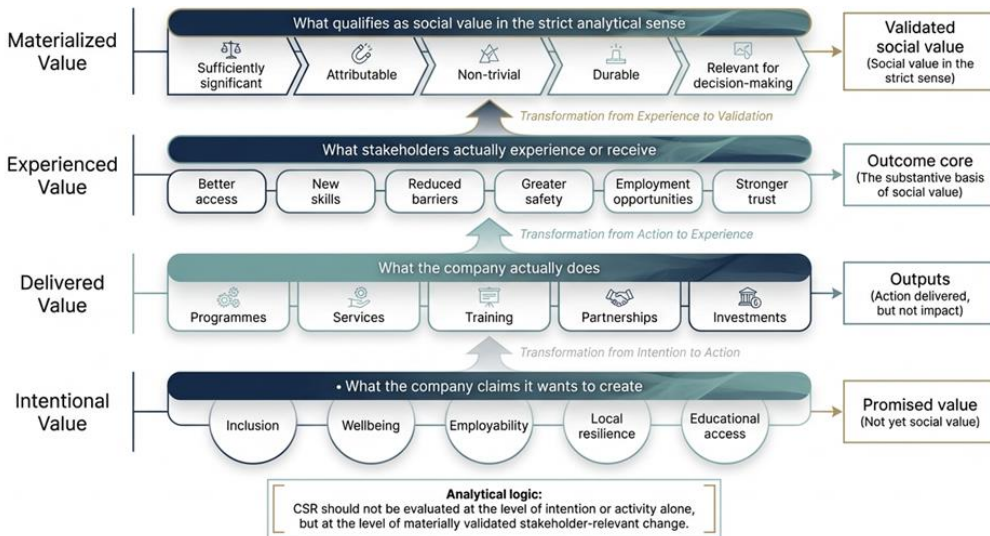 Materialized
Value
What qualifies as social value in the strict analytical sense
Sufficiently
significant
Attributable
Non-trivial
Durable
Relevant for
decision-making
Validated
social value
(Social value in the
strict sense)
Transformation from Experience to Validation
Experienced
Value
What stakeholders actually experience or receive
Better
access
New
skills
Reduced
barriers
Greater
safety
Employment
opportunities
Stronger
trust
Outcome core
(The substantive basis
of social value)
Transformation from Action to Experience
Delivered
Value
What the company actually does
Programmes
Services
Training
Partnerships
Investments
Outputs
(Action delivered,
but not impact)
Transformation from Intention to Action
Intentional
Value
• What the company claims it wants to create
Inclusion
Wellbeing
Employability
Local
resilience
Educational
access
Promised value
(Not yet social value)
Analytical logic:
CSR should not be evaluated at the level of intention or activity alone,
but at the level of materially validated stakeholder-relevant change.